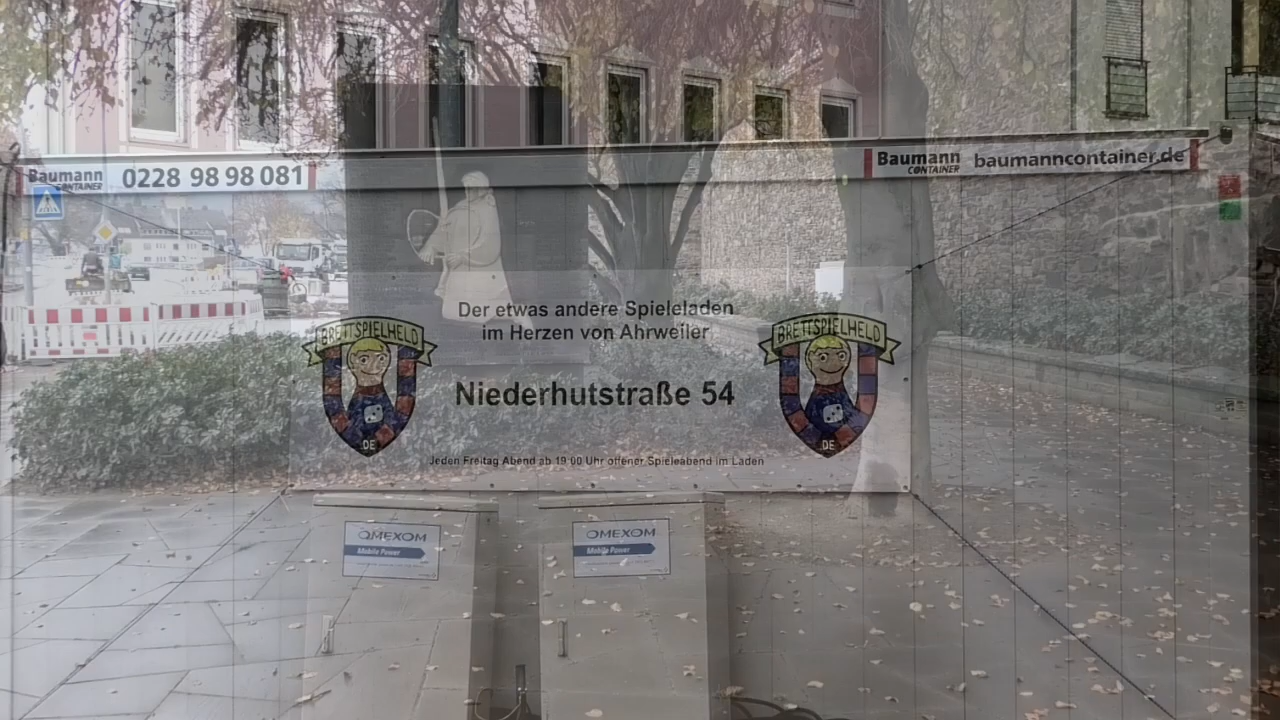 Baumann
CONTAINER
0228 98 98 081
Baumann
CONTAINER
baumanncontainer.de
Der etwas andere Spieleladen
im Herzen von Ahrweiler
BRETTSPIELHELD
DE
BRETTSPIELHELD
DE
Niederhutstraße 54
Jeden Freitag Abend ab 19:00 Uhr offener Spieleabend im Laden
OMEXOM
Mobile Power
OMEXOM
Mobile Power